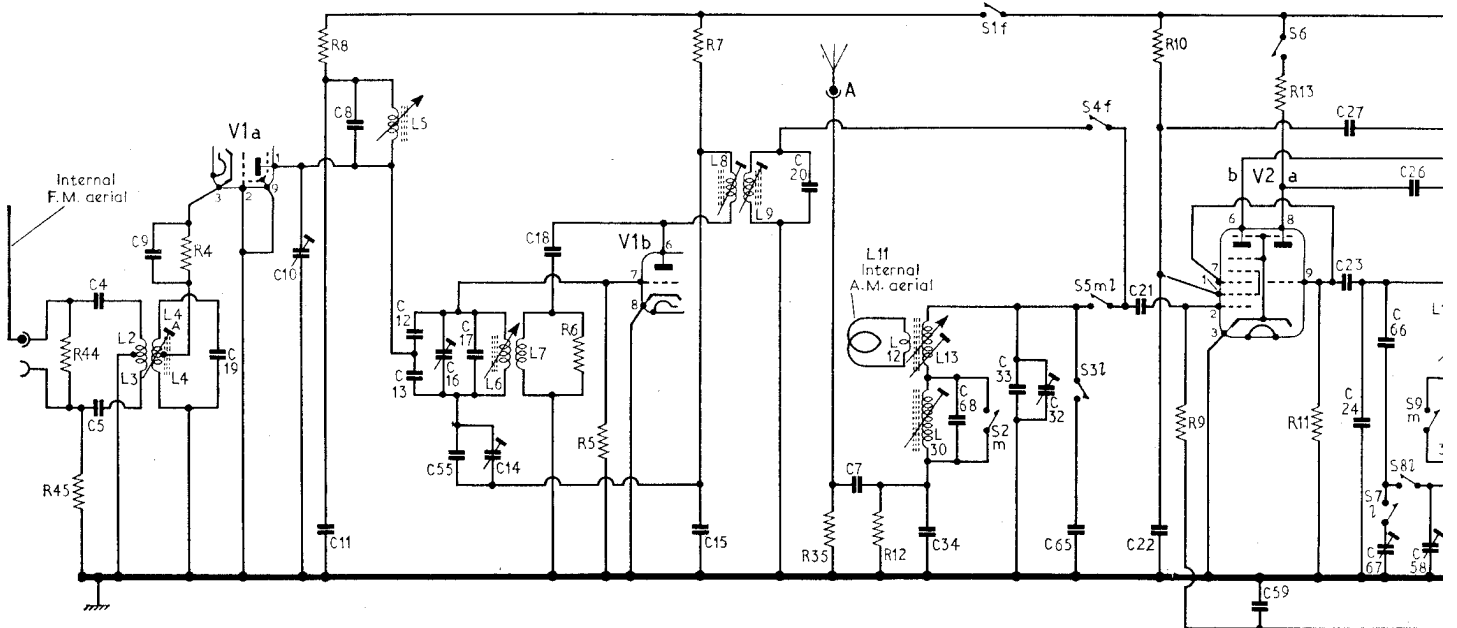 S1f
R8
R7
R10
S6
R13
A
C8
L5
S4f
C27
V1a
1
3
2
9
Internal
F.M. aerial
L8
C
20
L9
b
V2
a
C26
6
8
C9
R4
C10
C18
V1b
6
7
8
L11
Internal
A.M. aerial
S5ml
C21
7
1
2
3
9
C23
C4
L2
L4
A
L3
L4
C
19
R44
C5
C
12
C
13
C
16
C
17
L6
L7
R6
L
12
L13
C
33
C
32
S3l
C
66
L
C
68
S2
m
L
30
R9
R11
C
24
S9
m
3
R5
C55
C14
R45
C7
S8l
S7
l
C11
C15
R35
R12
C34
C65
C22
C
67
C
58
C59